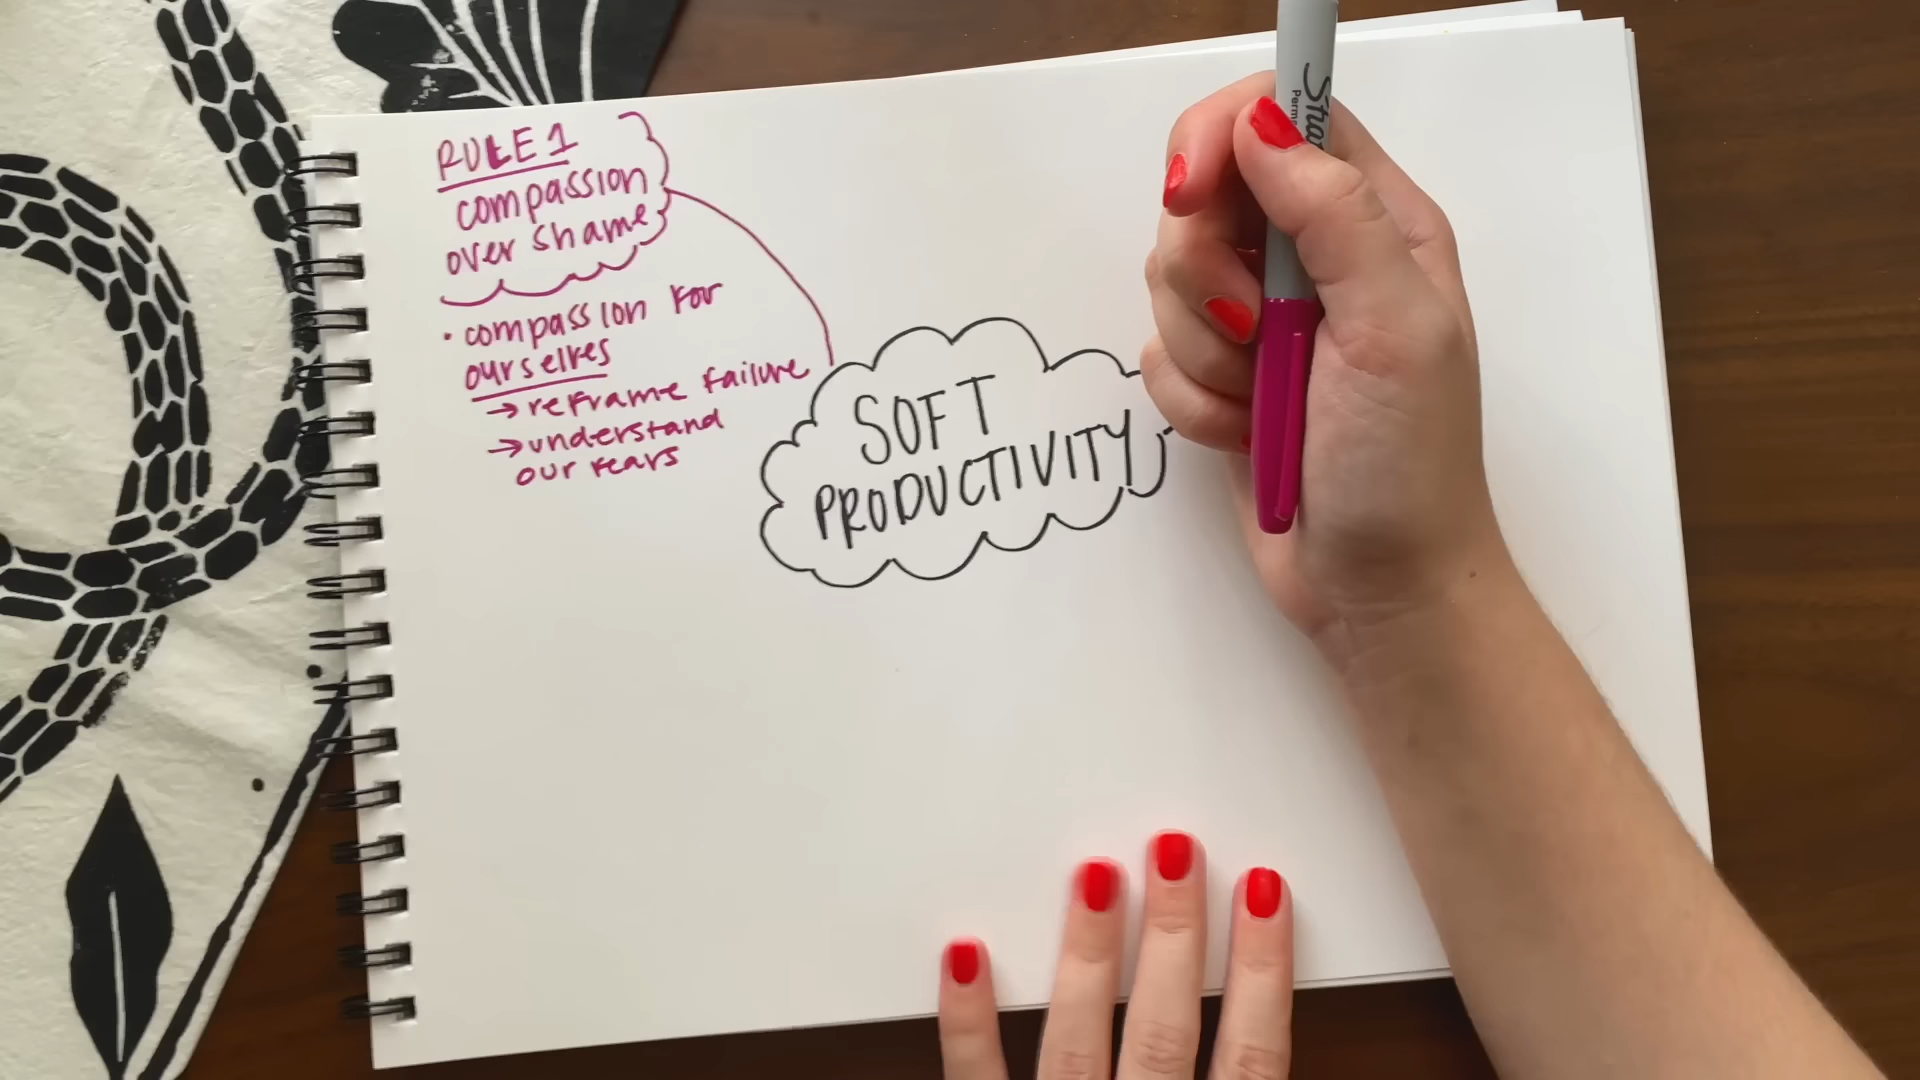 RULE 1
compassion
over shame
• compassion for
ourselves
→ reframe failure
→ understand
our fears
SOFT
PRODUCTIVITY